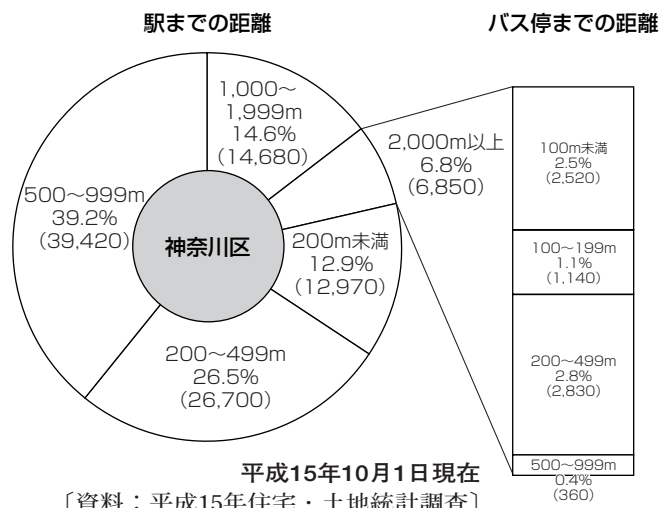 駅までの距離
バス停までの距離
1,000〜
1,999m
14.6%
(14,680)
2,000m以上
6.8%
(6,850)
500〜999m
39.2%
(39,420)
神奈川区
200m未満
12.9%
(12,970)
200〜499m
26.5%
(26,700)
100m未満
2.5%
(2,520)
100〜199m
1.1%
(1,140)
200〜499m
2.8%
(2,830)
500〜999m
0.4%
(360)
平成15年10月1日現在
〔資料：平成15年住宅・土地統計調査〕